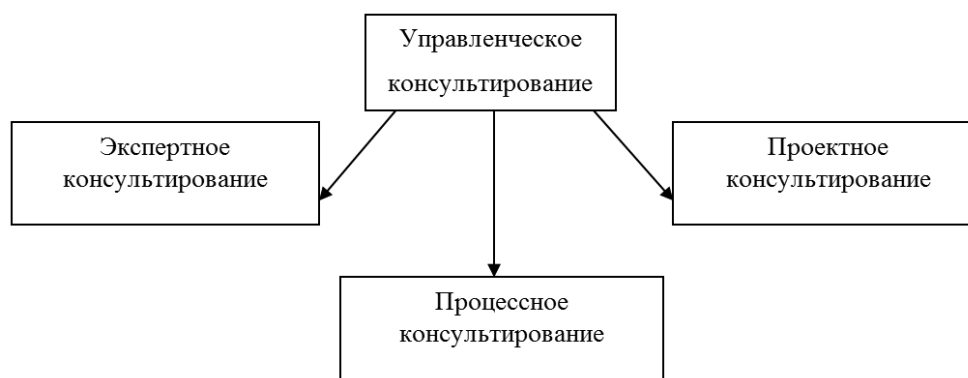 Управленческое
консультирование
Экспертное
консультирование
Проектное
консультирование
Процессное
консультирование